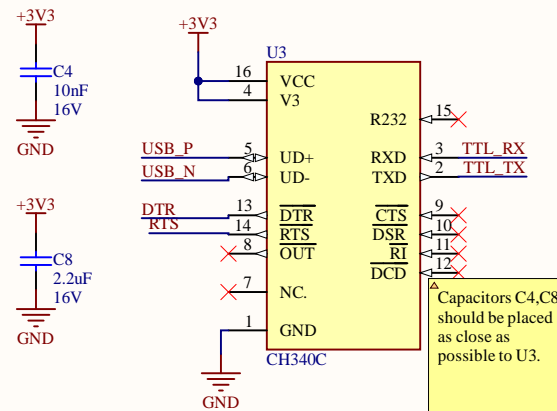 +3V3
C4
10nF
16V
GND
+3V3
C8
2.2uF
16V
GND
+3V3
U3
16 VCC
4 V3
R232 15
USB_P 5 UD+
RXD 3 TTL_RX
USB_N 6 UD-
TXD 2 TTL_TX
DTR 13 DTR
CTS 9
RTS 14 RTS
DSR 10
8 OUT
RI 11
DCD 12
7 NC.
1 GND
CH340C
GND
Capacitors C4,C8
should be placed
as close as
possible to U3.